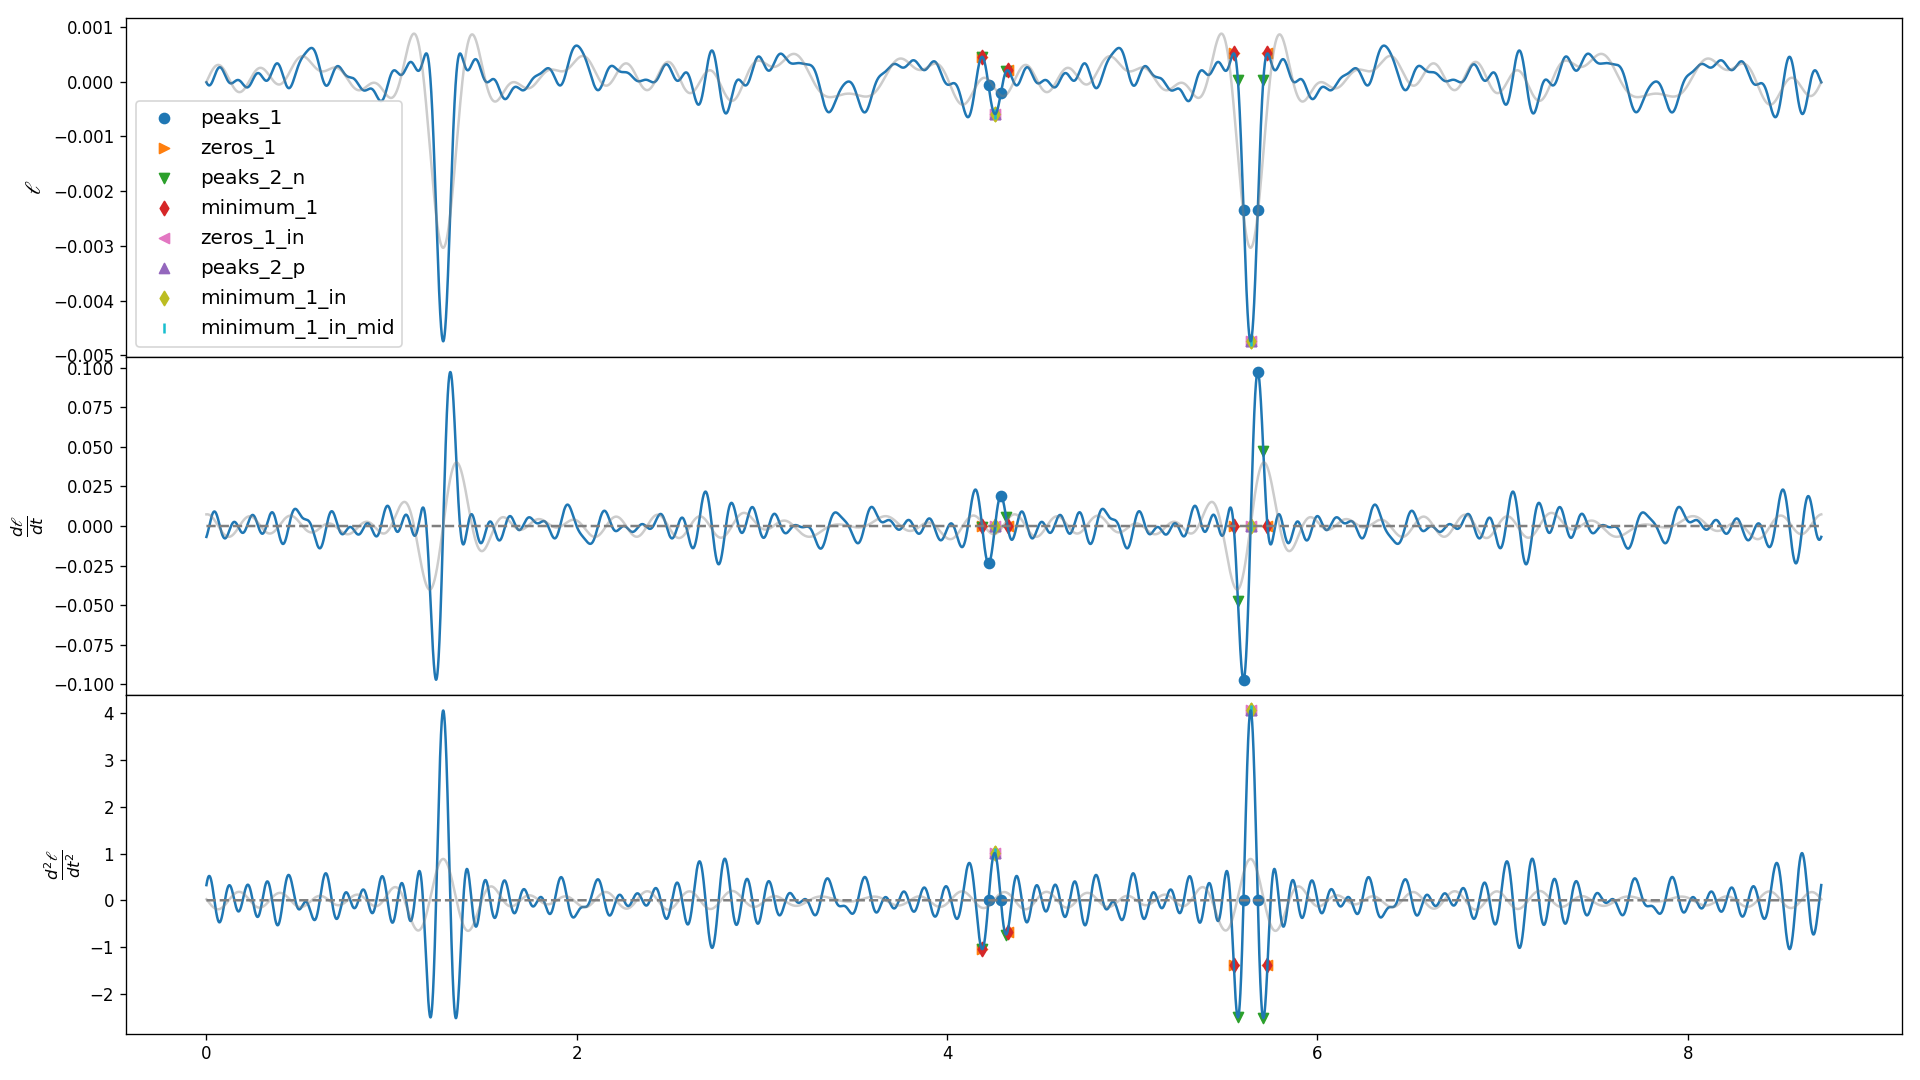 0.001
0.000
−0.001
−0.002
−0.003
−0.004
−0.005
ℓ
peaks_1
zeros_1
peaks_2_n
minimum_1
zeros_1_in
peaks_2_p
minimum_1_in
minimum_1_in_mid
0.100
0.075
0.050
0.025
0.000
−0.025
−0.050
−0.075
−0.100
dℓ
dt
4
3
2
1
0
−1
−2
d²ℓ
dt²
0 2 4 6 8